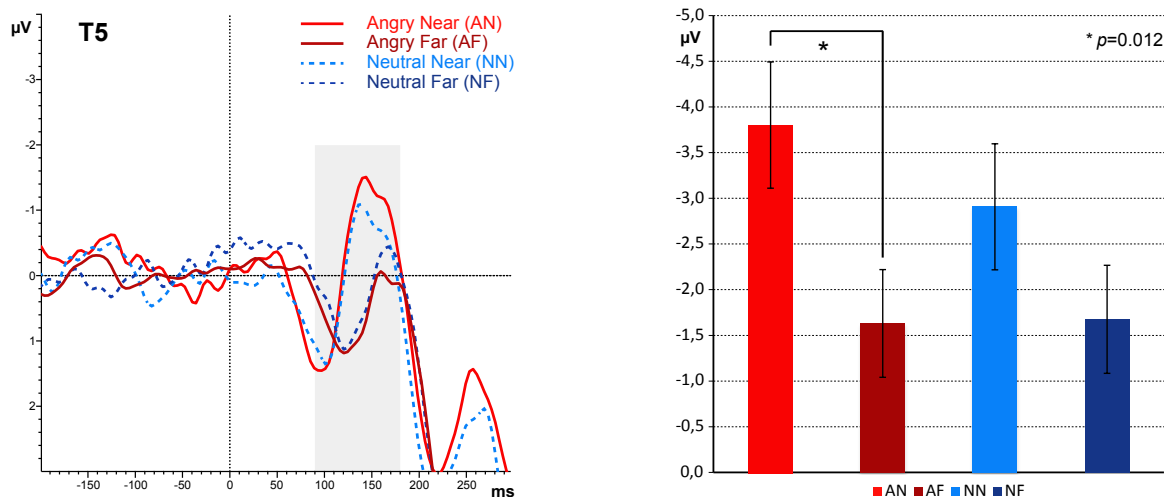 µV
T5
Angry Near (AN)
Angry Far (AF)
Neutral Near (NN)
Neutral Far (NF)
-3
-2
-1
0
1
2
-150
-100
-50
0
50
100
150
200
250
ms
-5,0
µV
* p=0.012
*
-4,5
-4,0
-3,5
-3,0
-2,5
-2,0
-1,5
-1,0
-0,5
0,0
AN AF NN NF